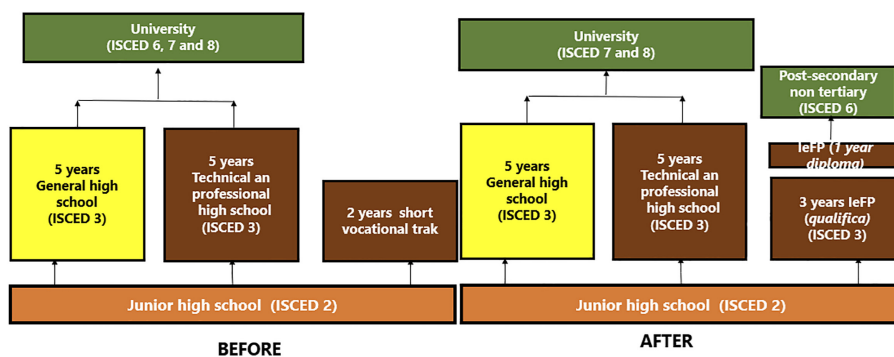 University
(ISCED 6, 7 and 8)
5 years
General high
school
(ISCED 3)
5 years
Technical an
professional
high school
(ISCED 3)
2 years short
vocational trak
Junior high school (ISCED 2)
BEFORE
University
(ISCED 7 and 8)
Post-secondary
non tertiary
(ISCED 6)
IeFP (1 year
diploma)
5 years
General high
school
(ISCED 3)
5 years
Technical an
professional
high school
(ISCED 3)
3 years IeFP
(qualifica)
(ISCED 3)
Junior high school (ISCED 2)
AFTER